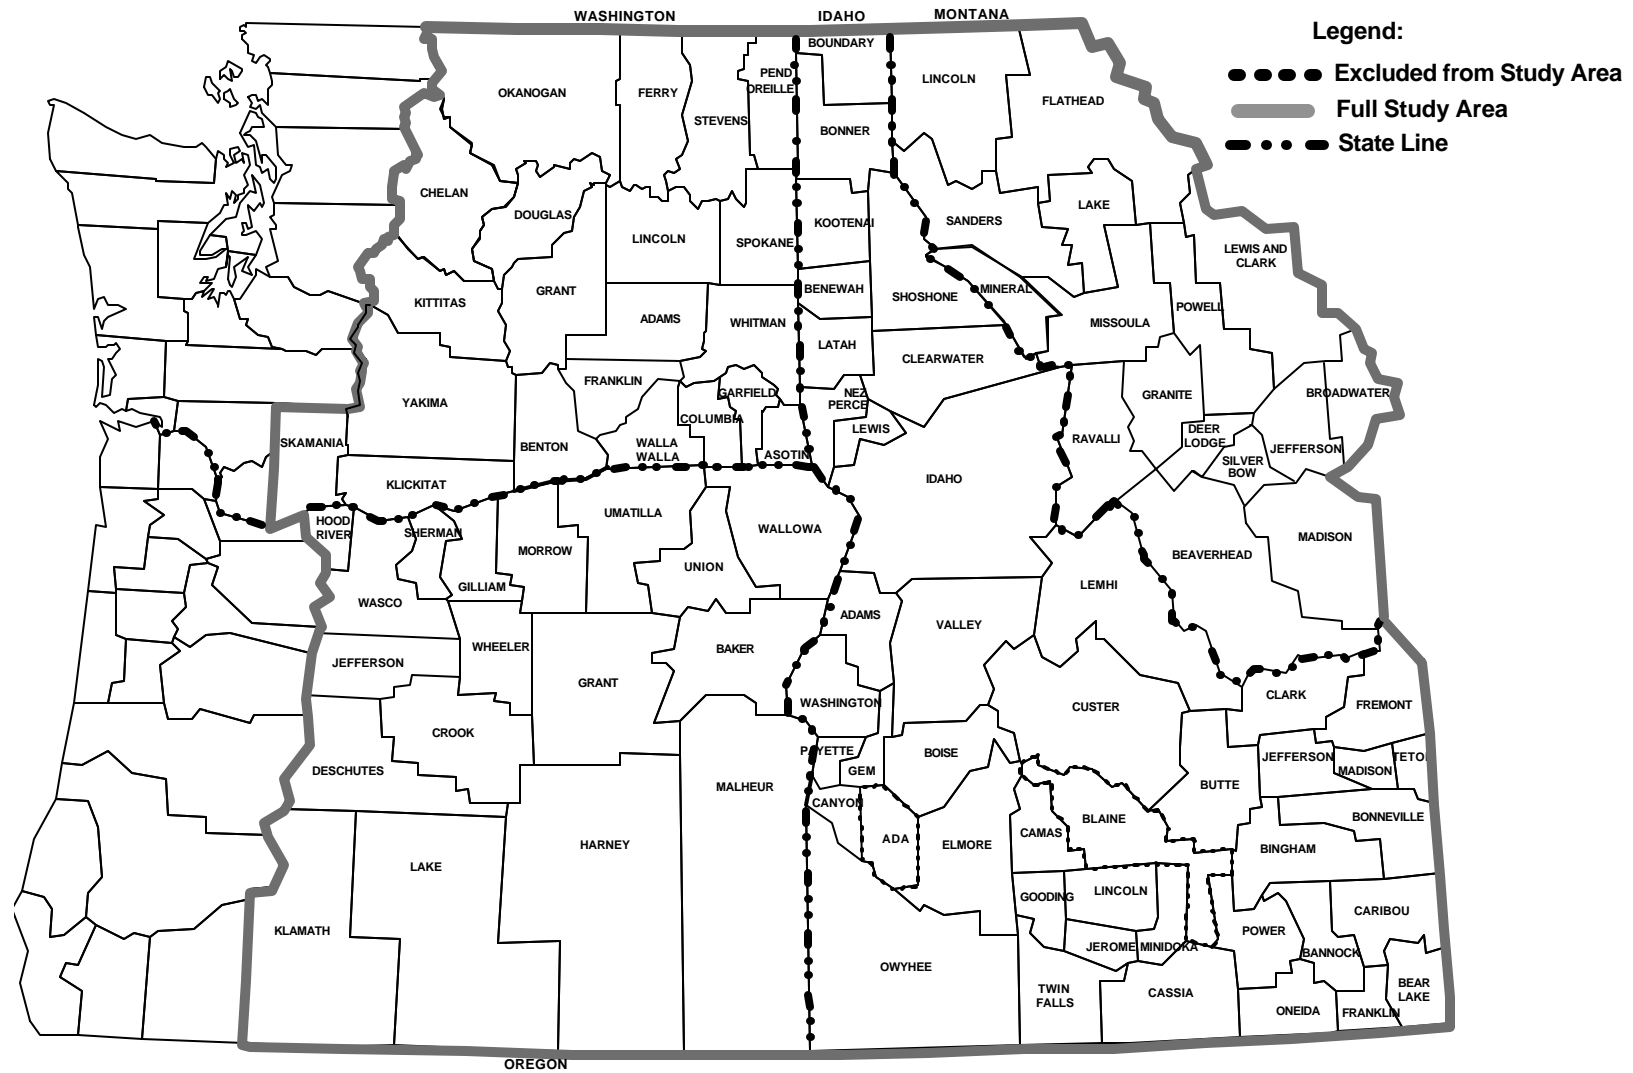 WASHINGTON
IDAHO
MONTANA
Legend:
Excluded from Study Area
Full Study Area
State Line
BOUNDARY
PEND
OREILLE
LINCOLN
OKANOGAN
FERRY
FLATHEAD
STEVENS
BONNER
CHELAN
LAKE
DOUGLAS
KOOTENAI
SANDERS
LINCOLN
SPOKANE
LEWIS AND
CLARK
GRANT
BENEWAH
MINERAL
SHOSHONE
KITTITAS
POWELL
ADAMS
WHITMAN
MISSOULA
LATAH
CLEARWATER
FRANKLIN
GARFIELD
NEZ
PERCE
GRANITE
BROADWATER
YAKIMA
COLUMBIA
LEWIS
DEER
LODGE
RAVALLI
SKAMANIA
BENTON
WALLA
WALLA
ASOTIN
JEFFERSON
SILVER
BOW
KLICKITAT
IDAHO
UMATILLA
WALLOWA
HOOD
RIVER
SHERMAN
MADISON
MORROW
BEAVERHEAD
UNION
GILLIAM
LEMHI
WASCO
ADAMS
VALLEY
WHEELER
BAKER
JEFFERSON
GRANT
WASHINGTON
CLARK
CUSTER
FREMONT
CROOK
PAYETTE
BOISE
JEFFERSON
TETO
DESCHUTES
GEM
MADISON
MALHEUR
BUTTE
CANYON
BLAINE
BONNEVILLE
CAMAS
ADA
HARNEY
ELMORE
BINGHAM
LAKE
LINCOLN
GOODING
CARIBOU
KLAMATH
POWER
JEROME
MINIDOKA
BANNOCK
OWYHEE
TWIN
FALLS
CASSIA
BEAR
LAKE
ONEIDA
FRANKLIN
OREGON